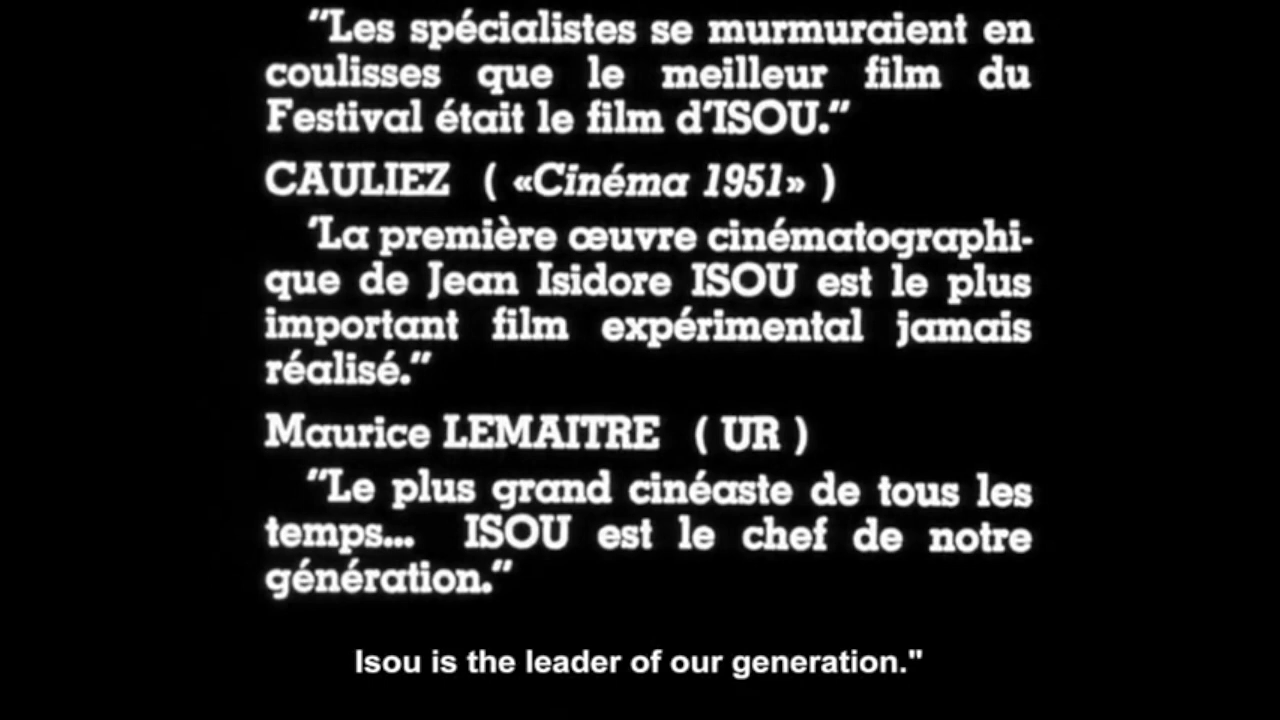 "Les spécialistes se murmuraient en
coulisses que le meilleur film du
Festival était le film d'ISOU."
CAULIEZ ( «Cinéma 1951» )
'La première œuvre cinématographi-
que de Jean Isidore ISOU est le plus
important film expérimental jamais
réalisé."
Maurice LEMAITRE ( UR )
"Le plus grand cinéaste de tous les
temps... ISOU est le chef de notre
génération."
Isou is the leader of our generation."